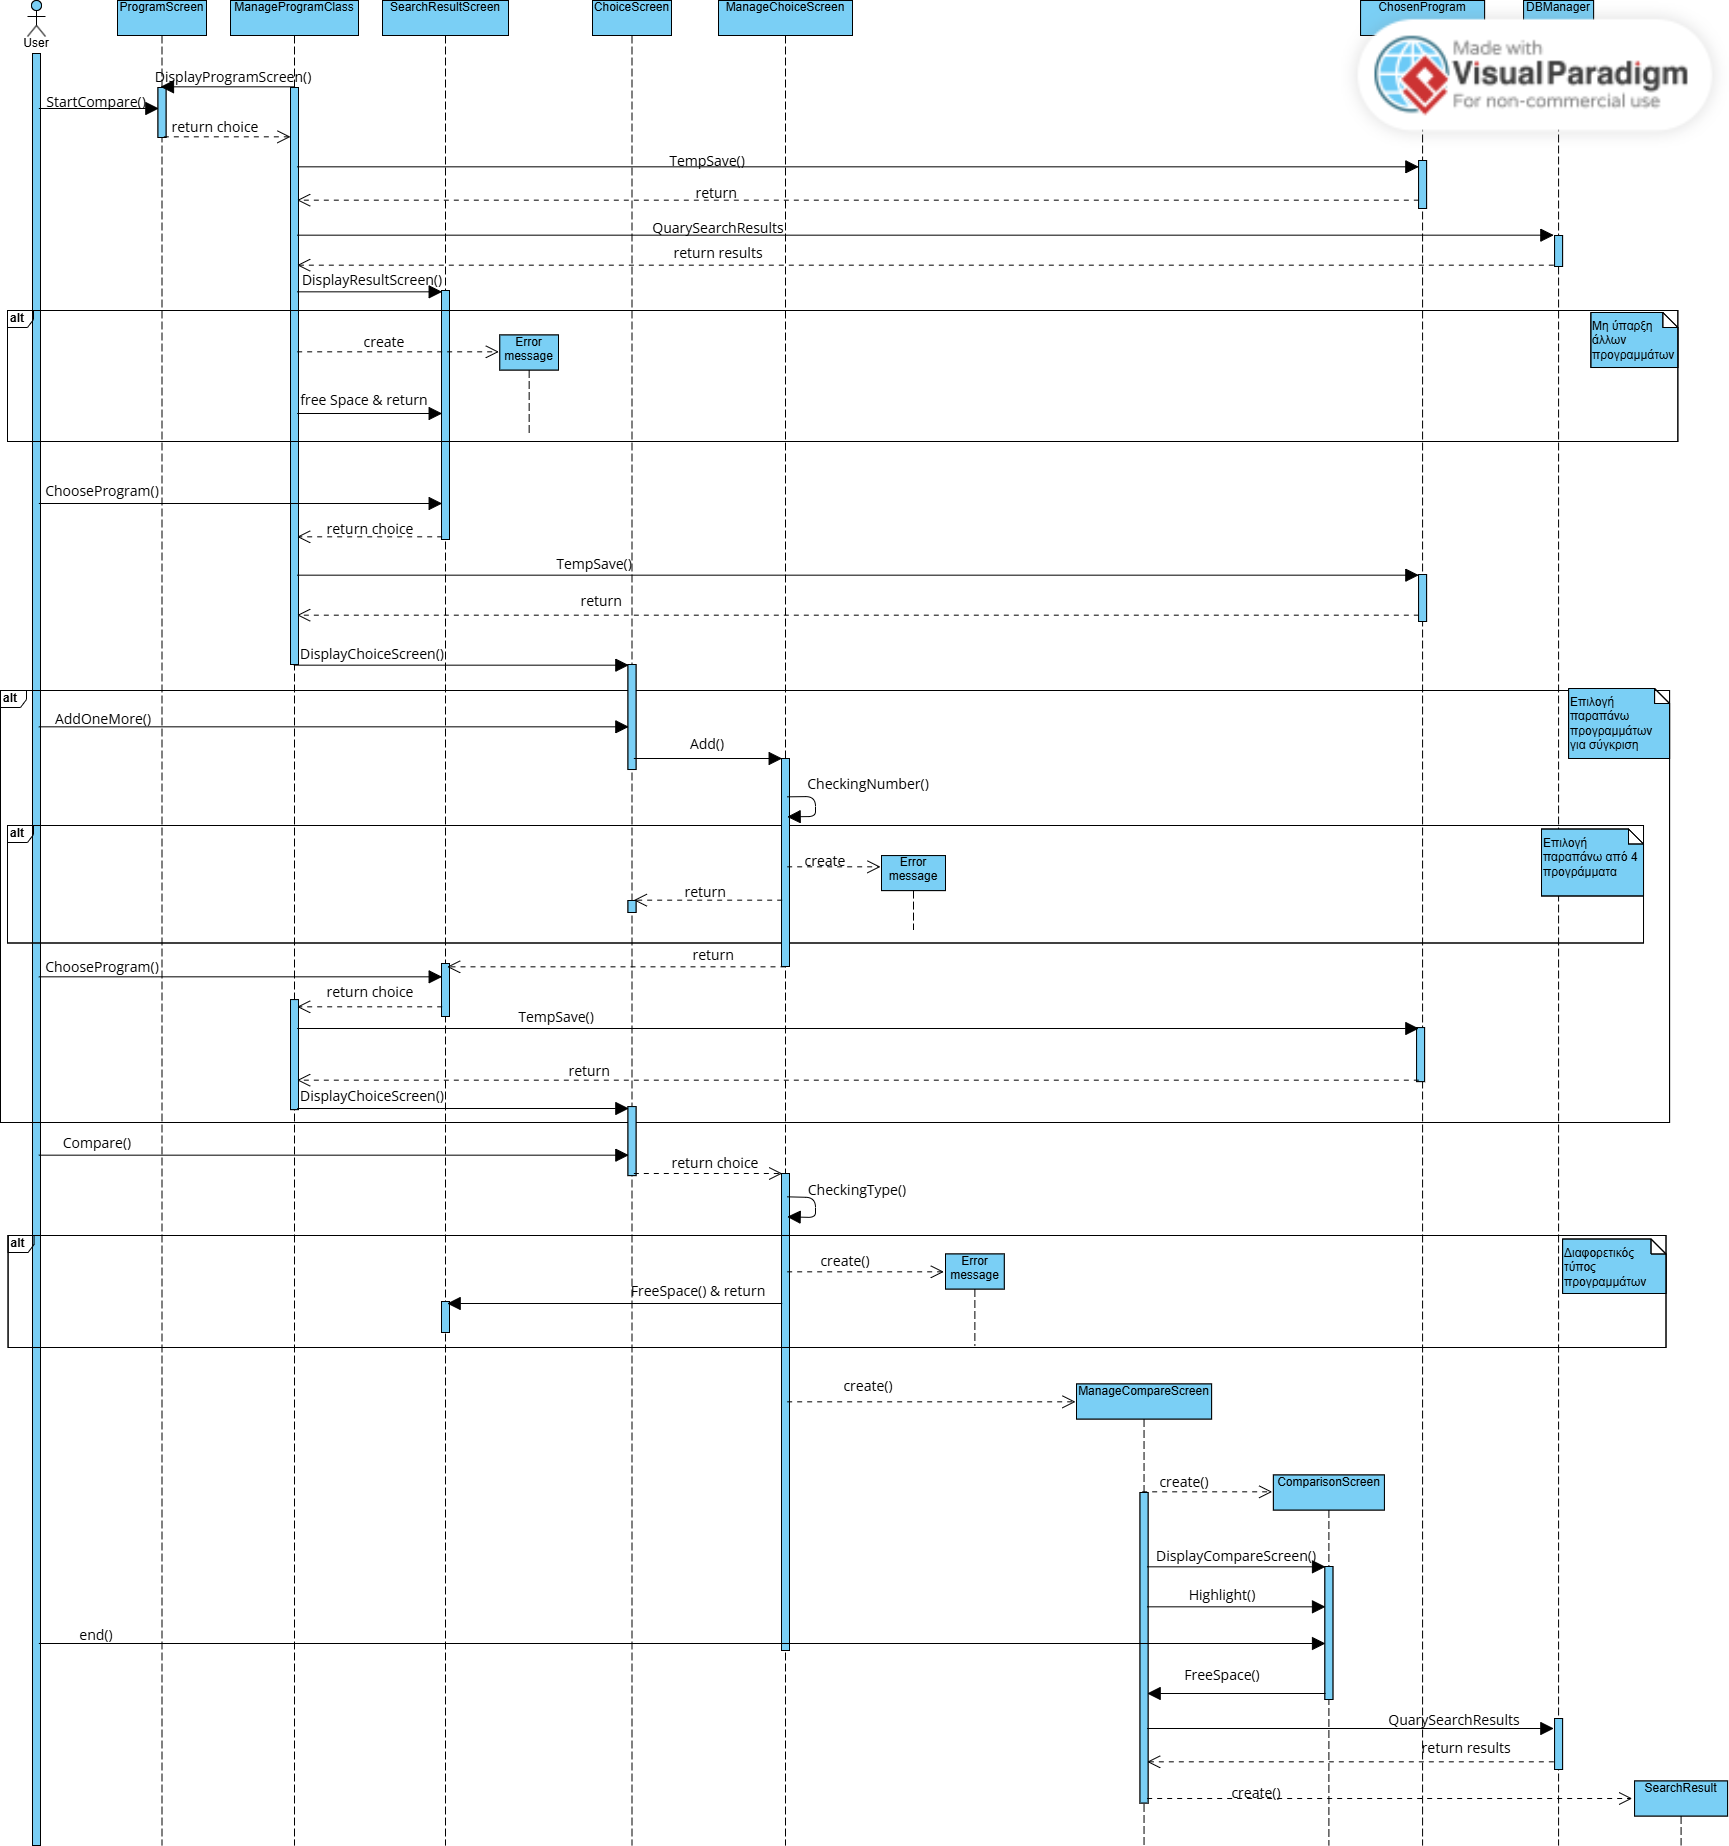 ProgramScreen
ManageProgramClass
SearchResultScreen
ChoiceScreen
ManageChoiceScreen
ChosenProgram
DBManager
User
Made with
Visual Paradigm
For non-commercial use
DisplayProgramScreen()
StartCompare()
return choice
TempSave()
return
QuarySearchResults
return results
DisplayResultScreen()
alt
Μη ύπαρξη
άλλων
προγραμμάτων
create
Error
message
free Space & return
ChooseProgram()
return choice
TempSave()
return
DisplayChoiceScreen()
alt
Επιλογή
παραπάνω
προγραμμάτων
για σύγκριση
AddOneMore()
Add()
CheckingNumber()
alt
Επιλογή
παραπάνω από 4
προγράμματα
create
Error
message
return
return
ChooseProgram()
return choice
TempSave()
return
DisplayChoiceScreen()
Compare()
return choice
CheckingType()
alt
Διαφορετικός
τύπος
προγραμμάτων
create()
Error
message
FreeSpace() & return
create()
ManageCompareScreen
create()
ComparisonScreen
DisplayCompareScreen()
Highlight()
end()
FreeSpace()
QuarySearchResults
return results
create()
SearchResult